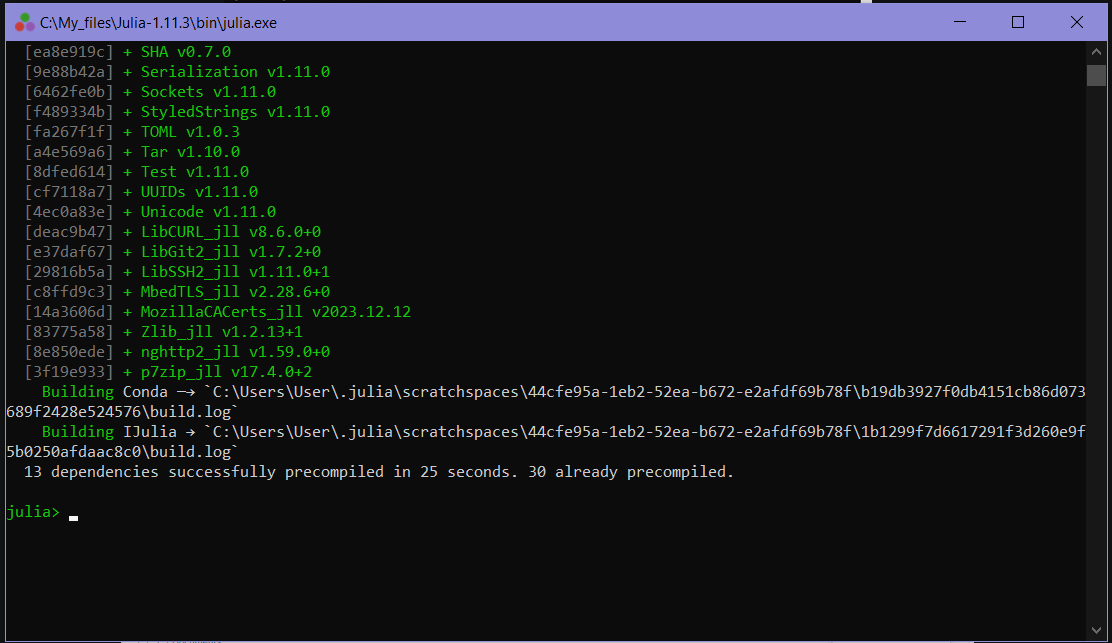 C:\My_files\Julia-1.11.3\bin\julia.exe
[ea8e919c] + SHA v0.7.0
[9e88b42a] + Serialization v1.11.0
[6462fe0b] + Sockets v1.11.0
[f489334b] + StyledStrings v1.11.0
[fa267f1f] + TOML v1.0.3
[a4e569a6] + Tar v1.10.0
[8dfed614] + Test v1.11.0
[cf7118a7] + UUIDs v1.11.0
[4ec0a83e] + Unicode v1.11.0
[deac9b47] + LibCURL_jll v8.6.0+0
[e37daf67] + LibGit2_jll v1.7.2+0
[29816b5a] + LibSSH2_jll v1.11.0+1
[c8ffd9c3] + MbedTLS_jll v2.28.6+0
[14a3606d] + MozillaCACerts_jll v2023.12.12
[83775a58] + Zlib_jll v1.2.13+1
[8e850ede] + nghttp2_jll v1.59.0+0
[3f19e933] + p7zip_jll v17.4.0+2
Building Conda ─→ `C:\Users\User\.julia\scratchspaces\44cfe95a-1eb2-52ea-b672-e2afdf69b78f\b19db3927f0db4151cb86d073
689f2428e524576\build.log`
Building IJulia → `C:\Users\User\.julia\scratchspaces\44cfe95a-1eb2-52ea-b672-e2afdf69b78f\1b1299f7d6617291f3d260e9f
5b0250afdaac8c0\build.log`
13 dependencies successfully precompiled in 25 seconds. 30 already precompiled.
julia>